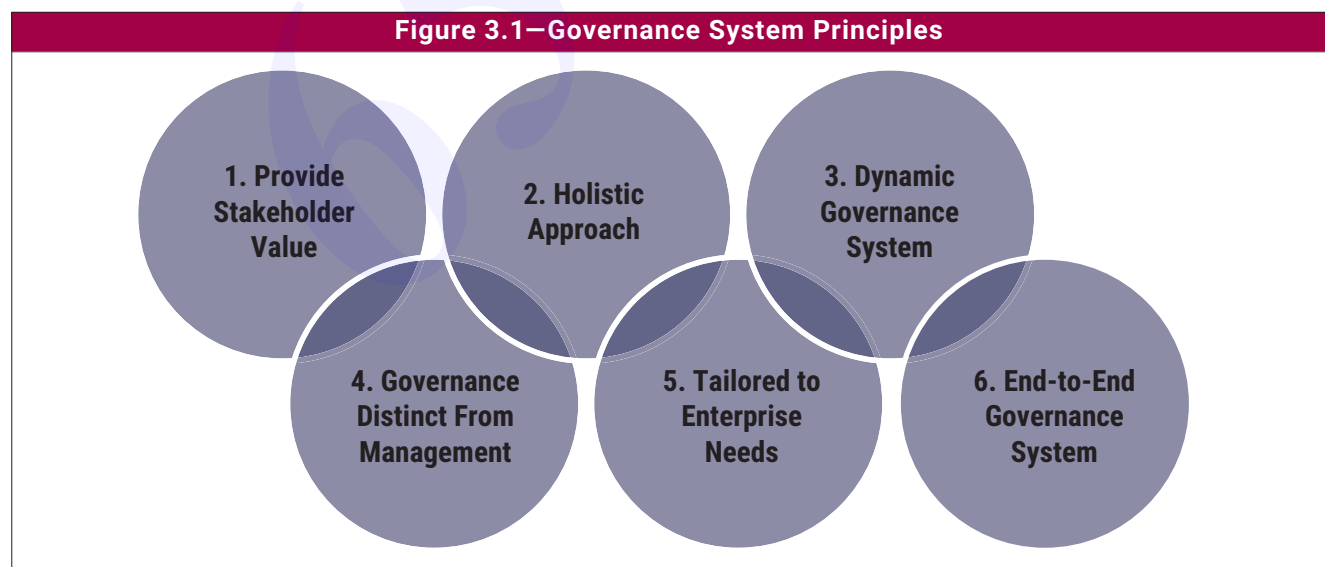 Figure 3.1—Governance System Principles
1. Provide
Stakeholder
Value
2. Holistic
Approach
3. Dynamic
Governance
System
4. Governance
Distinct From
Management
5. Tailored to
Enterprise
Needs
6. End-to-End
Governance
System